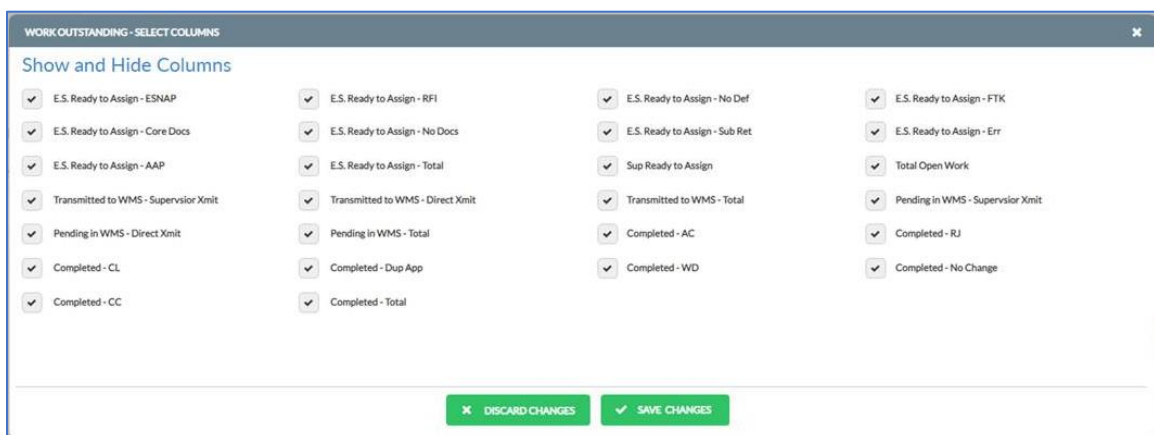 WORK OUTSTANDING - SELECT COLUMNS
Show and Hide Columns
E.S. Ready to Assign - ESNAP E.S. Ready to Assign - RFI E.S. Ready to Assign - No Def E.S. Ready to Assign - FTK
E.S. Ready to Assign - Core Docs E.S. Ready to Assign - No Docs E.S. Ready to Assign - Sub Ret E.S. Ready to Assign - Err
E.S. Ready to Assign - AAP E.S. Ready to Assign - Total Sup Ready to Assign Total Open Work
Transmitted to WMS - Supervsior Xmit Transmitted to WMS - Direct Xmit Transmitted to WMS - Total Pending in WMS - Supervsior Xmit
Pending in WMS - Direct Xmit Pending in WMS - Total Completed - AC Completed - RJ
Completed - CL Completed - Dup App Completed - WD Completed - No Change
Completed - CC Completed - Total
DISCARD CHANGES SAVE CHANGES